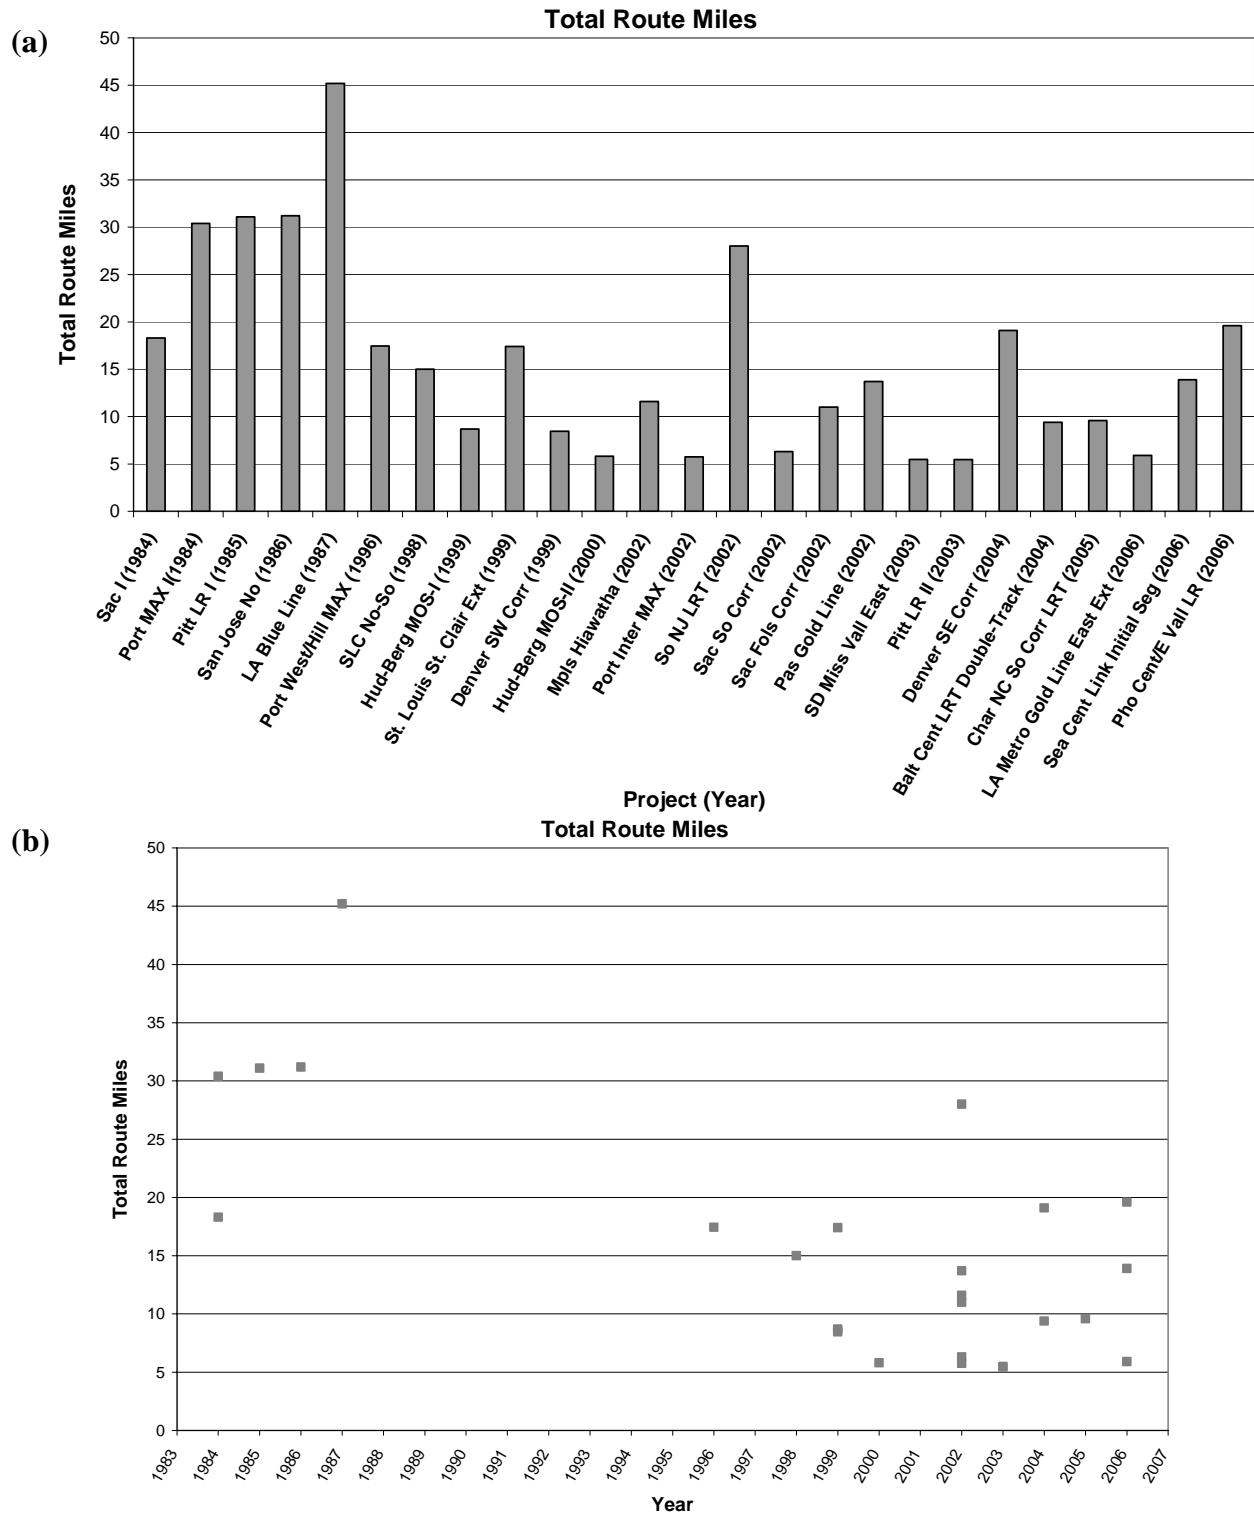 (a)
Total Route Miles
50
45
40
35
30
25
20
15
10
5
0
Total Route Miles
Sac I (1984)
Port MAX I(1984)
Pitt LR I (1985)
San Jose No (1986)
LA Blue Line (1987)
Port West/Hill MAX (1996)
SLC No-So (1998)
Hud-Berg MOS-I (1999)
St. Louis St. Clair Ext (1999)
Denver SW Corr (1999)
Hud-Berg MOS-II (2000)
Mpls Hiawatha (2002)
Port Inter MAX (2002)
So NJ LRT (2002)
Sac So Corr (2002)
Sac Fols Corr (2002)
Pas Gold Line (2002)
SD Miss Vall East (2003)
Pitt LR II (2003)
Denver SE Corr (2004)
Balt Cent LRT Double-Track (2004)
Char NC So Corr LRT (2005)
LA Metro Gold Line East Ext (2006)
Sea Cent Link Initial Seg (2006)
Pho Cent/E Vall LR (2006)
Project (Year)
(b)
Total Route Miles
50
45
40
35
30
25
20
15
10
5
0
Total Route Miles
1983
1984
1985
1986
1987
1988
1989
1990
1991
1992
1993
1994
1995
1996
1997
1998
1999
2000
2001
2002
2003
2004
2005
2006
2007
Year